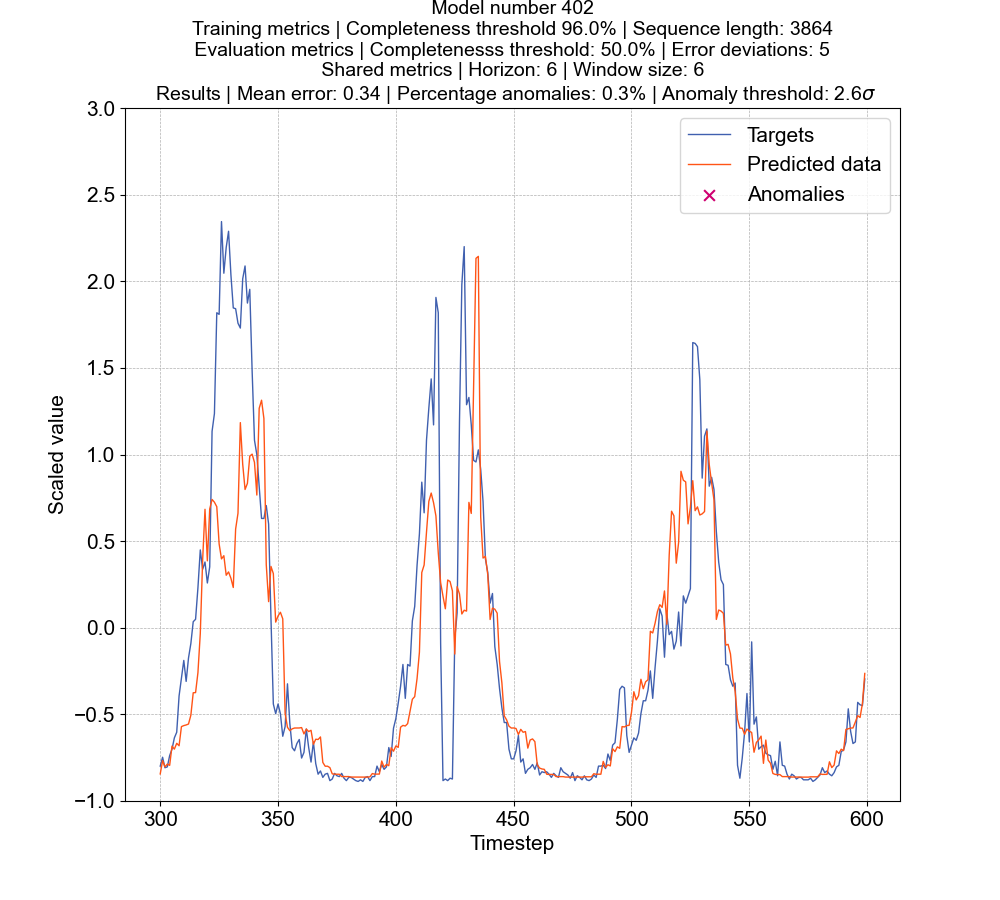 Model number 402
Training metrics | Completeness threshold 96.0% | Sequence length: 3864
Evaluation metrics | Completenesss threshold: 50.0% | Error deviations: 5
Shared metrics | Horizon: 6 | Window size: 6
Results | Mean error: 0.34 | Percentage anomalies: 0.3% | Anomaly threshold: 2.6σ
Targets
Predicted data
Anomalies
3.0
2.5
2.0
1.5
1.0
0.5
0.0
−0.5
−1.0
Scaled value
300
350
400
450
500
550
600
Timestep